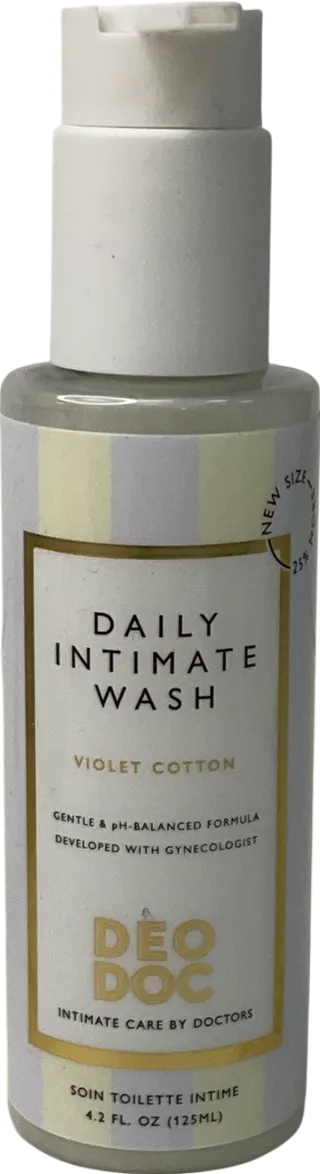 NEW SIZE
25%
DAILY
INTIMATE
WASH
VIOLET COTTON
GENTLE & pH-BALANCED FORMULA
DEVELOPED WITH GYNECOLOGIST
DEO
DOC
INTIMATE CARE BY DOCTORS
SOIN TOILETTE INTIME
4.2 FL. OZ (125ML)